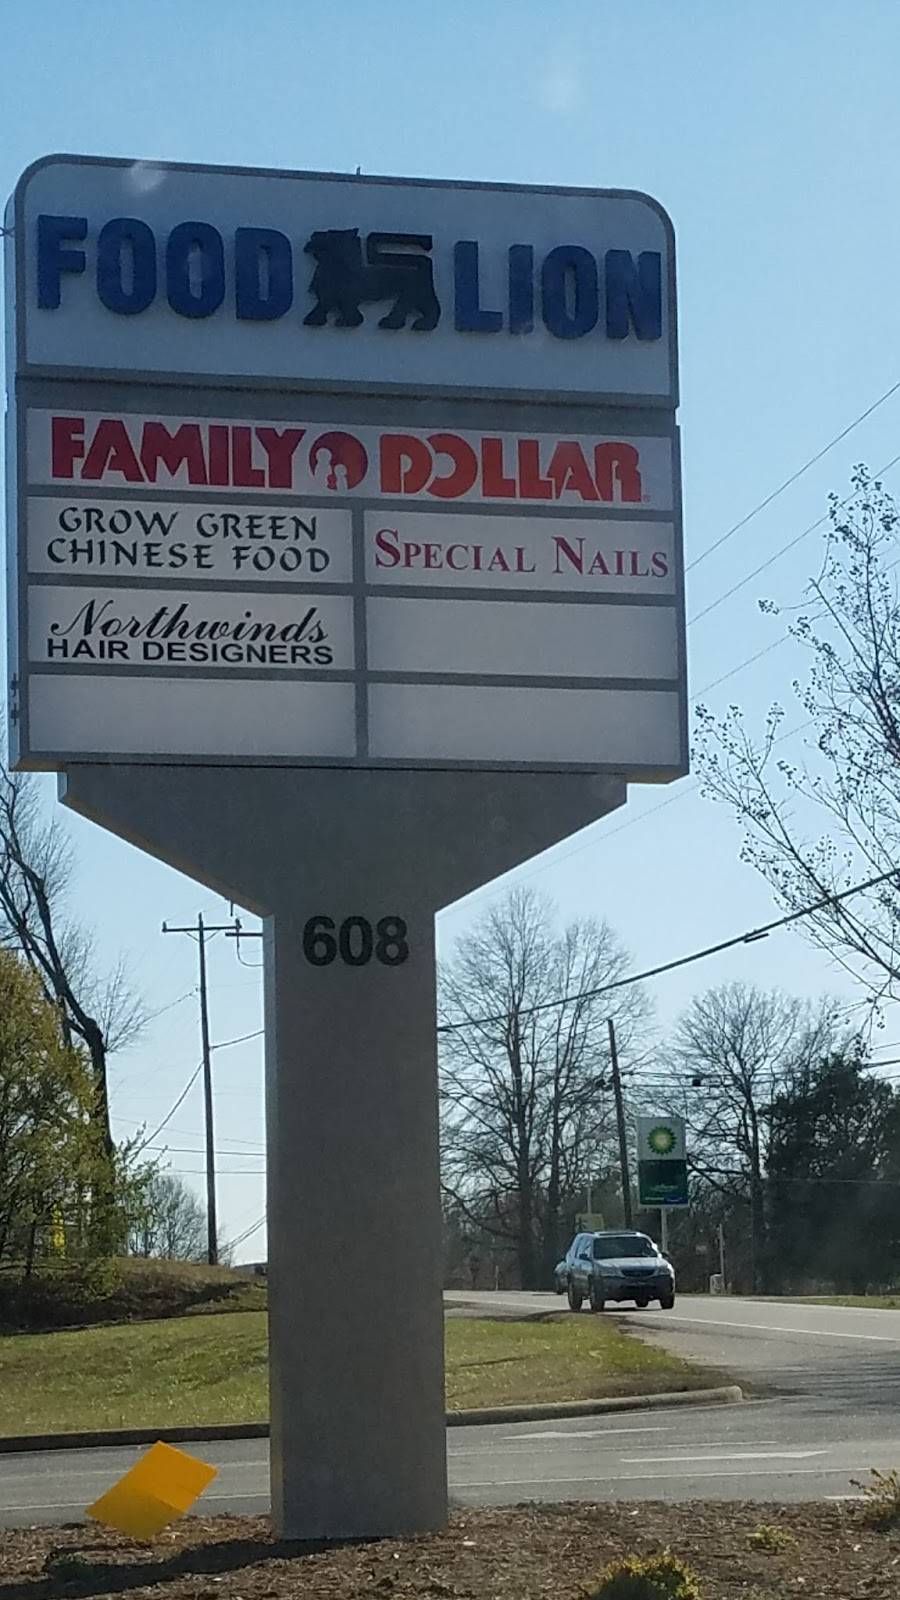 FOOD LION
FAMILY DOLLAR
GROW GREEN
CHINESE FOOD
SPECIAL NAILS
Northwinds
HAIR DESIGNERS
608